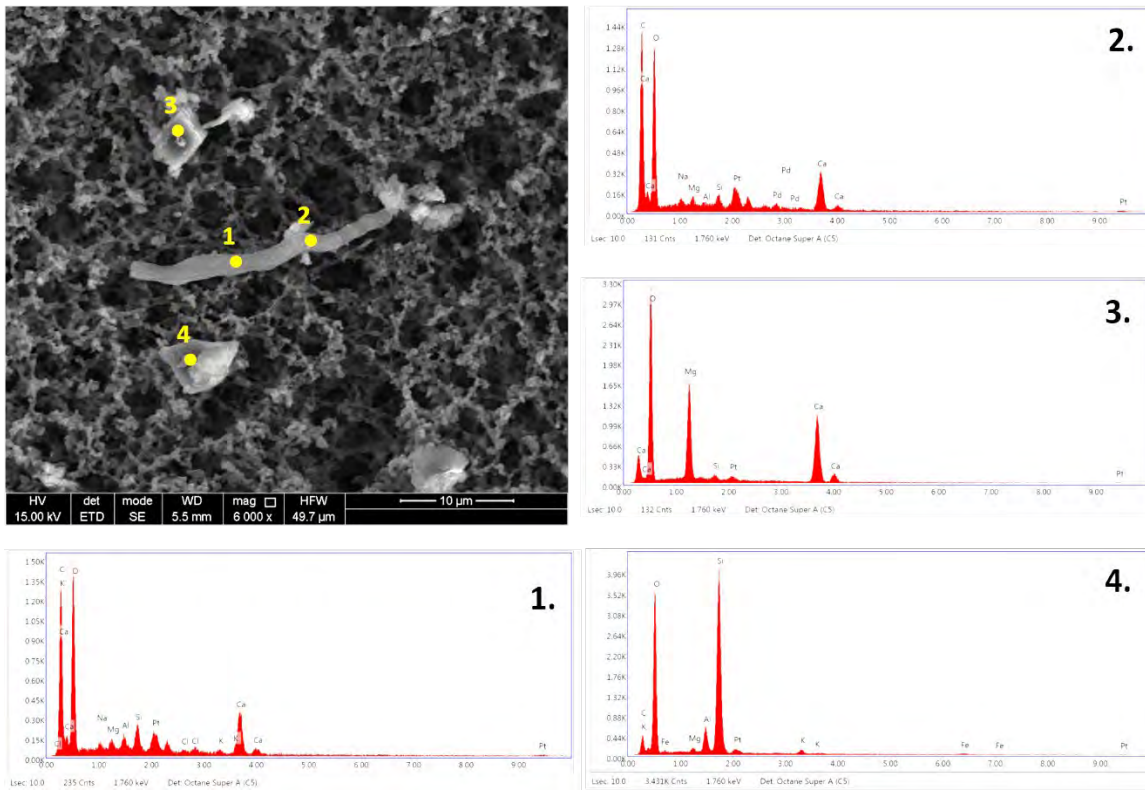 3
2
1
4
HV det mode WD mag HFW 10 µm
15.00 kV ETD SE 5.5 mm 6 000 x 49.7 µm
2.
1.44K
1.28K
1.12K
0.96K
0.80K
0.64K
0.48K
0.32K
0.16K
0.00K
C
O
Ca
Ca
Na
Mg
Al
Si
Pt
Pd
Pd
Pd
Ca
Ca
Pt
0.00 1.00 2.00 3.00 4.00 5.00 6.00 7.00 8.00 9.00
Lsec: 10.0 131 Cnts 1.760 keV Det: Octane Super A (C5)
3.
3.30K
2.97K
2.64K
2.31K
1.98K
1.65K
1.32K
0.99K
0.66K
0.33K
0.00K
O
Ca
Ca
Mg
Si
Pt
Ca
Ca
Pt
0.00 1.00 2.00 3.00 4.00 5.00 6.00 7.00 8.00 9.00
Lsec: 10.0 132 Cnts 1.760 keV Det: Octane Super A (C5)
1.
1.50K
1.35K
1.20K
1.05K
0.90K
0.75K
0.60K
0.45K
0.30K
0.15K
0.00K
C
K
O
Ca
Ca
Na
Mg
Al
Si
Pt
Cl
Cl
K
K
Ca
Ca
Pt
0.00 1.00 2.00 3.00 4.00 5.00 6.00 7.00 8.00 9.00
Lsec: 10.0 235 Cnts 1.760 keV Det: Octane Super A (C5)
4.
3.96K
3.52K
3.08K
2.64K
2.20K
1.76K
1.32K
0.88K
0.44K
0.00K
C
K
O
Fe
Mg
Al
Si
Pt
K
K
Fe
Fe
Pt
0.00 1.00 2.00 3.00 4.00 5.00 6.00 7.00 8.00 9.00
Lsec: 10.0 3.431K Cnts 1.760 keV Det: Octane Super A (C5)